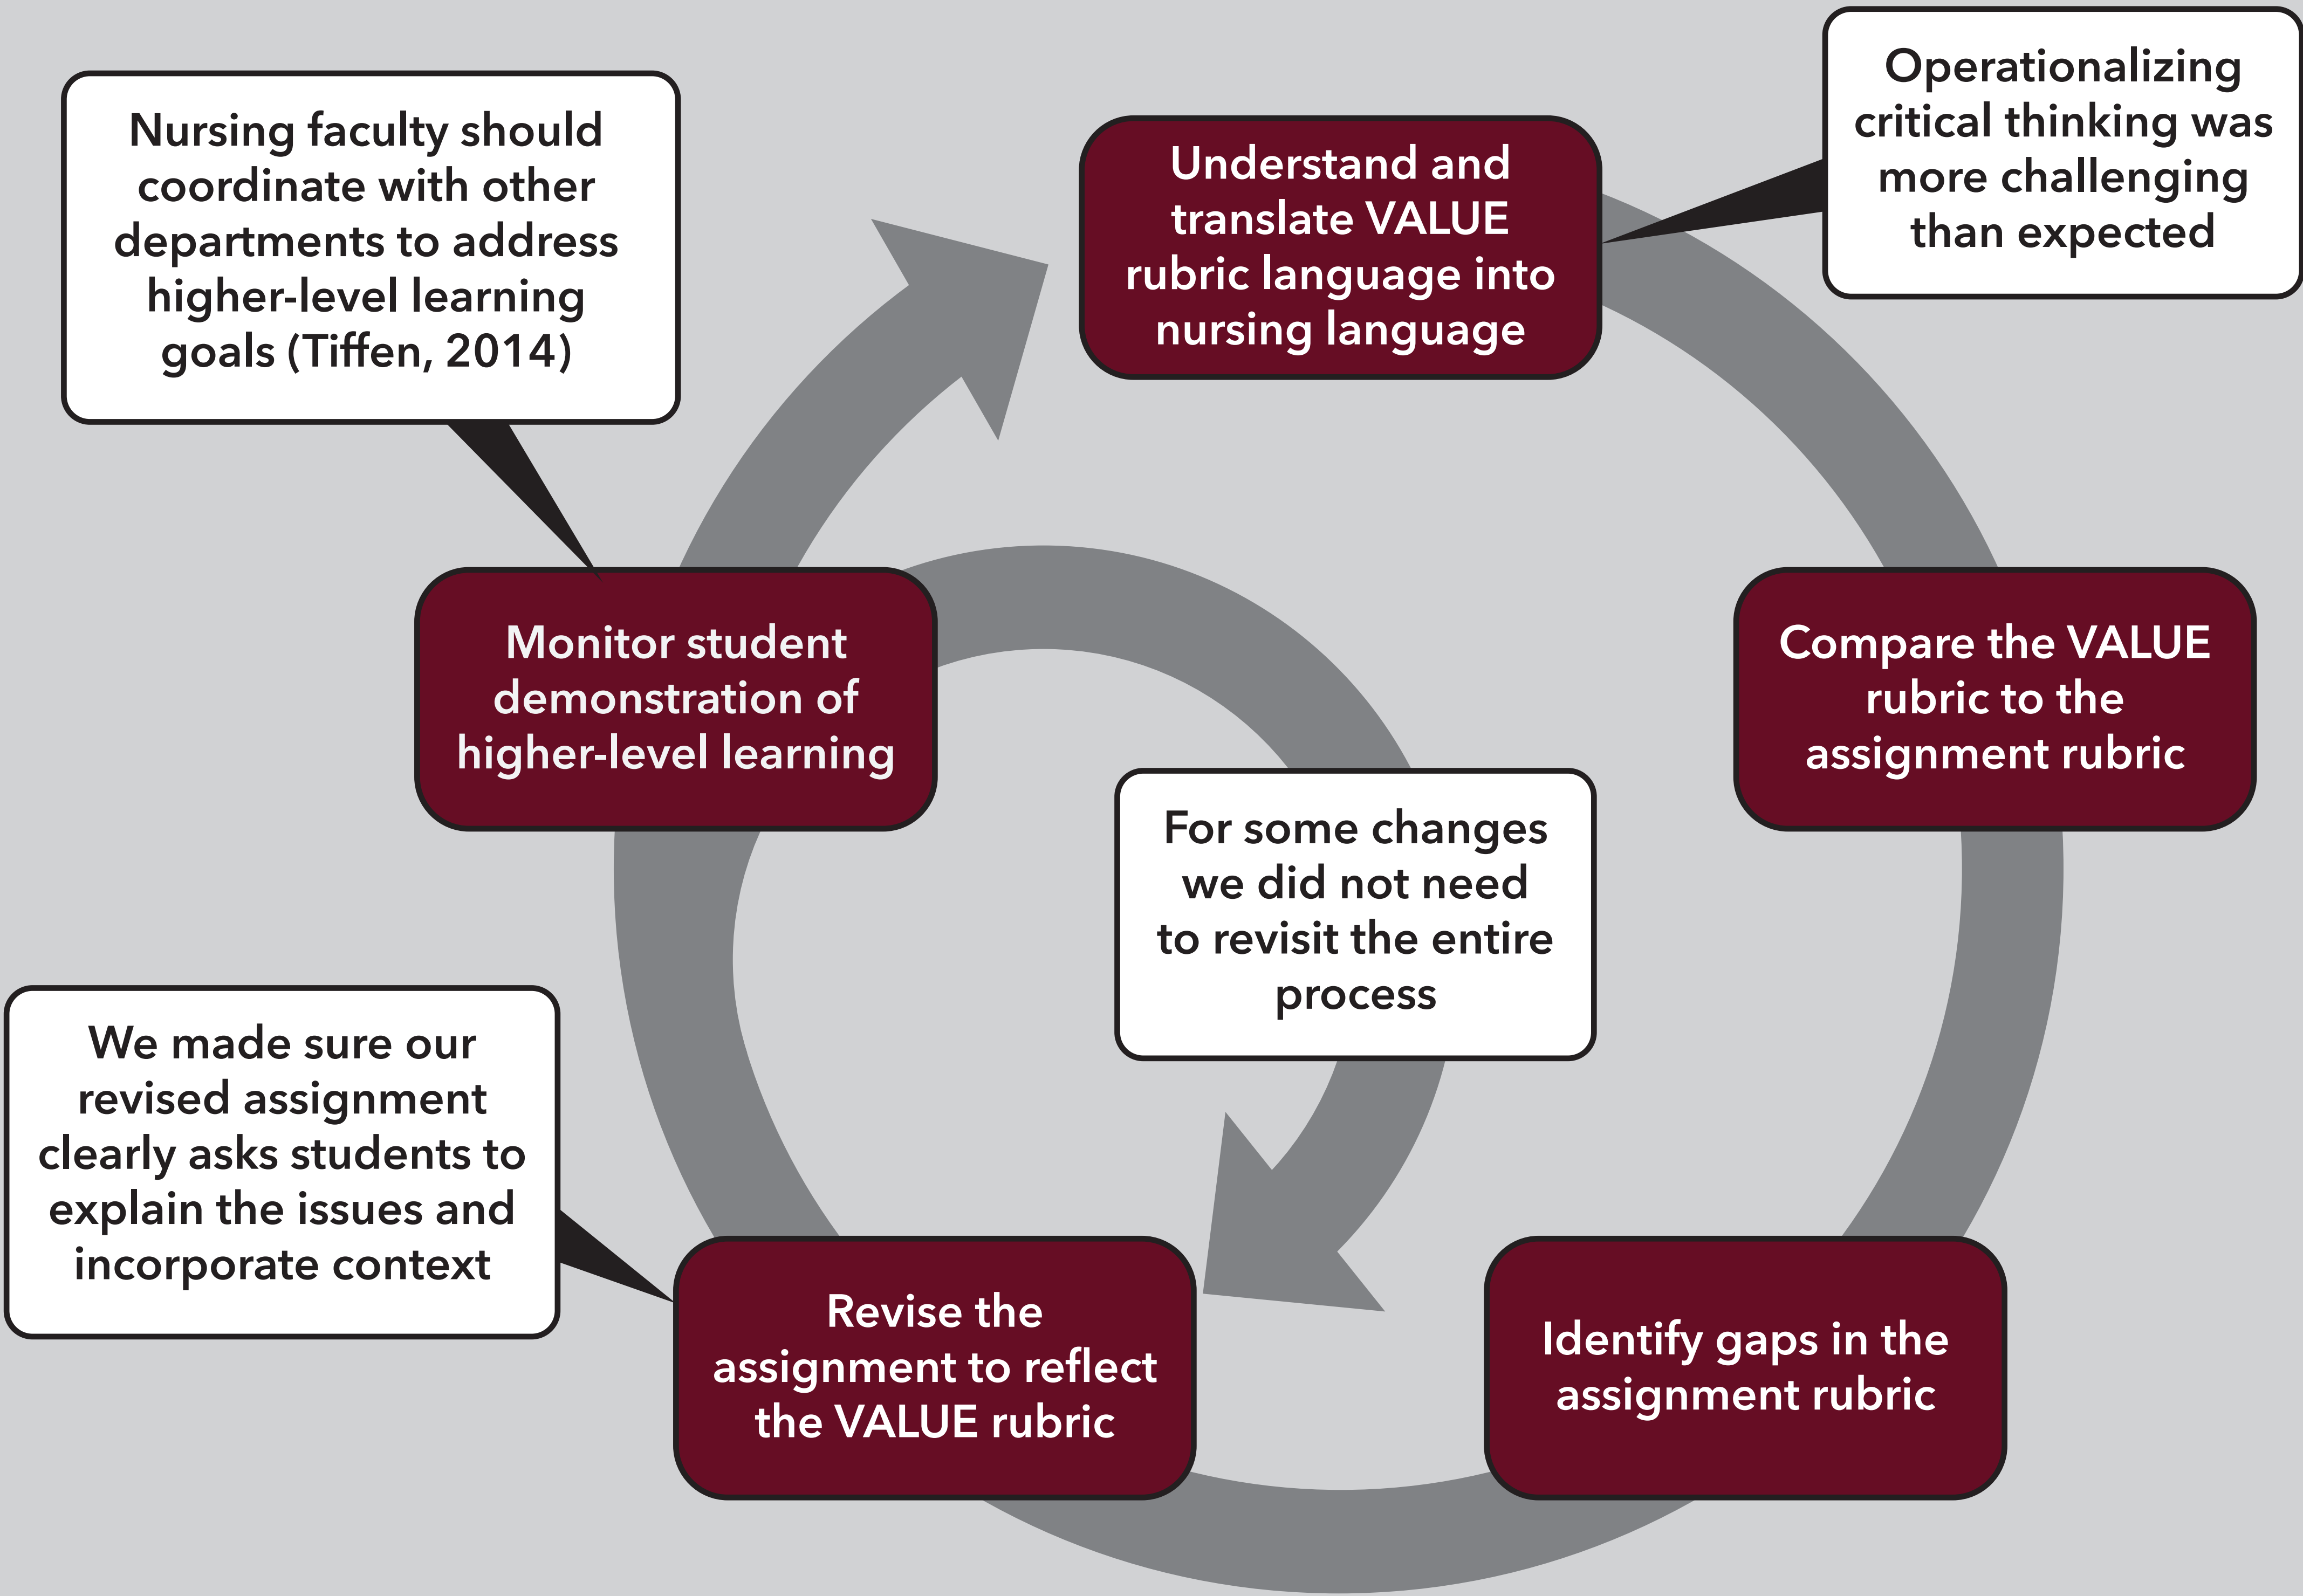 Operationalizing
critical thinking was
more challenging
than expected
Nursing faculty should
coordinate with other
departments to address
higher-level learning
goals (Tiffen, 2014)
Understand and
translate VALUE
rubric language into
nursing language
Monitor student
demonstration of
higher-level learning
Compare the VALUE
rubric to the
assignment rubric
For some changes
we did not need
to revisit the entire
process
We made sure our
revised assignment
clearly asks students to
explain the issues and
incorporate context
Revise the
assignment to reflect
the VALUE rubric
Identify gaps in the
assignment rubric